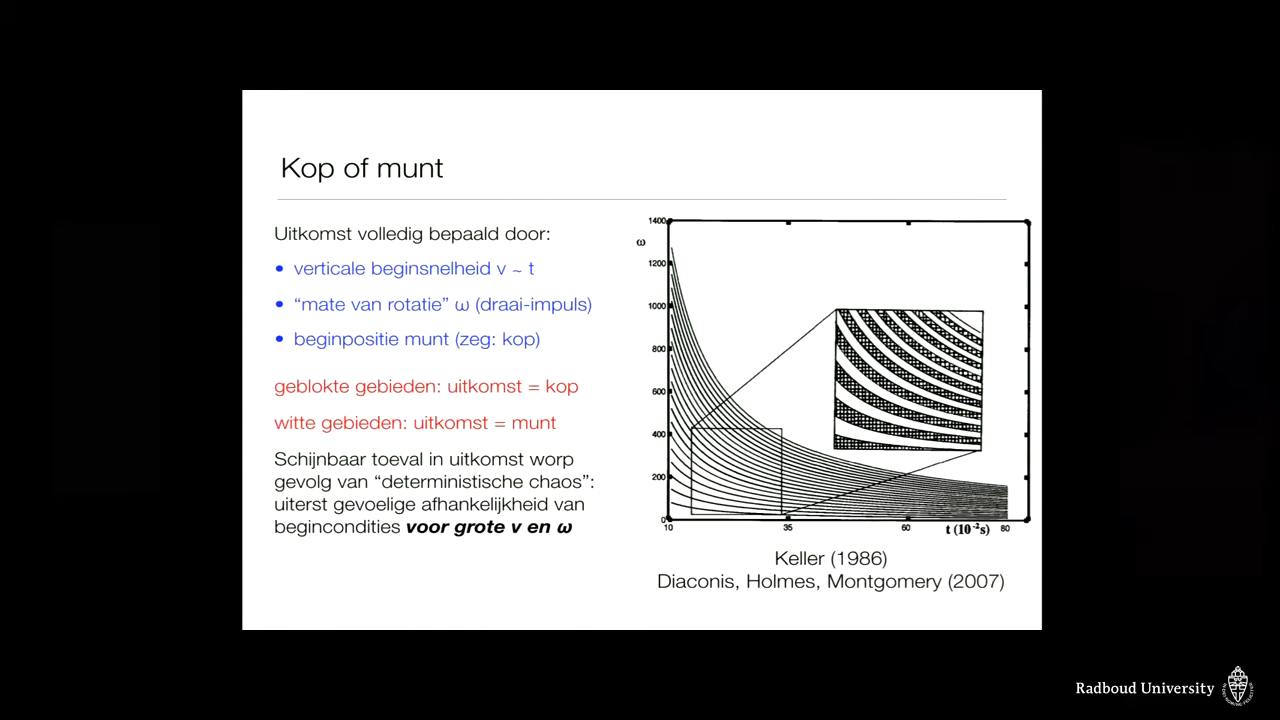 Kop of munt
Uitkomst volledig bepaald door:
• verticale beginsnelheid v ~ t
• “mate van rotatie” ω (draai-impuls)
• beginpositie munt (zeg: kop)
geblokte gebieden: uitkomst = kop
witte gebieden: uitkomst = munt
Schijnbaar toeval in uitkomst worp
gevolg van “deterministische chaos”:
uiterst gevoelige afhankelijkheid van
begincondities voor grote v en ω
1400
ω
1200
1000
800
600
400
200
0
10 35 60 t (10⁻²s) 80
Keller (1986)
Diaconis, Holmes, Montgomery (2007)
Radboud University